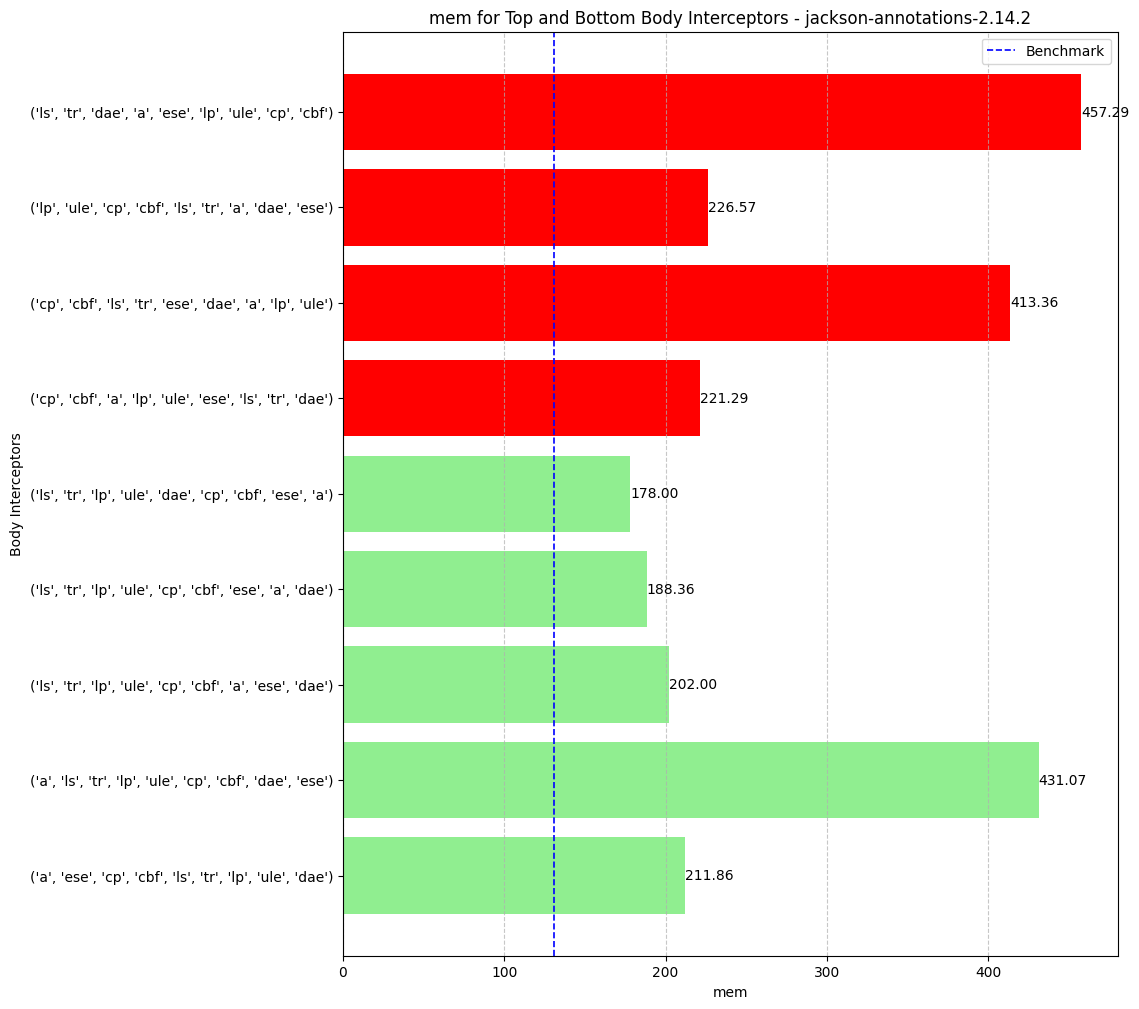 mem for Top and Bottom Body Interceptors - jackson-annotations-2.14.2
Benchmark
('ls', 'tr', 'dae', 'a', 'ese', 'lp', 'ule', 'cp', 'cbf')
457.29
('lp', 'ule', 'cp', 'cbf', 'ls', 'tr', 'a', 'dae', 'ese')
226.57
('cp', 'cbf', 'ls', 'tr', 'ese', 'dae', 'a', 'lp', 'ule')
413.36
('cp', 'cbf', 'a', 'lp', 'ule', 'ese', 'ls', 'tr', 'dae')
221.29
Body Interceptors
('ls', 'tr', 'lp', 'ule', 'dae', 'cp', 'cbf', 'ese', 'a')
178.00
('ls', 'tr', 'lp', 'ule', 'cp', 'cbf', 'ese', 'a', 'dae')
188.36
('ls', 'tr', 'lp', 'ule', 'cp', 'cbf', 'a', 'ese', 'dae')
202.00
('a', 'ls', 'tr', 'lp', 'ule', 'cp', 'cbf', 'dae', 'ese')
431.07
('a', 'ese', 'cp', 'cbf', 'ls', 'tr', 'lp', 'ule', 'dae')
211.86
0 100 200 300 400
mem